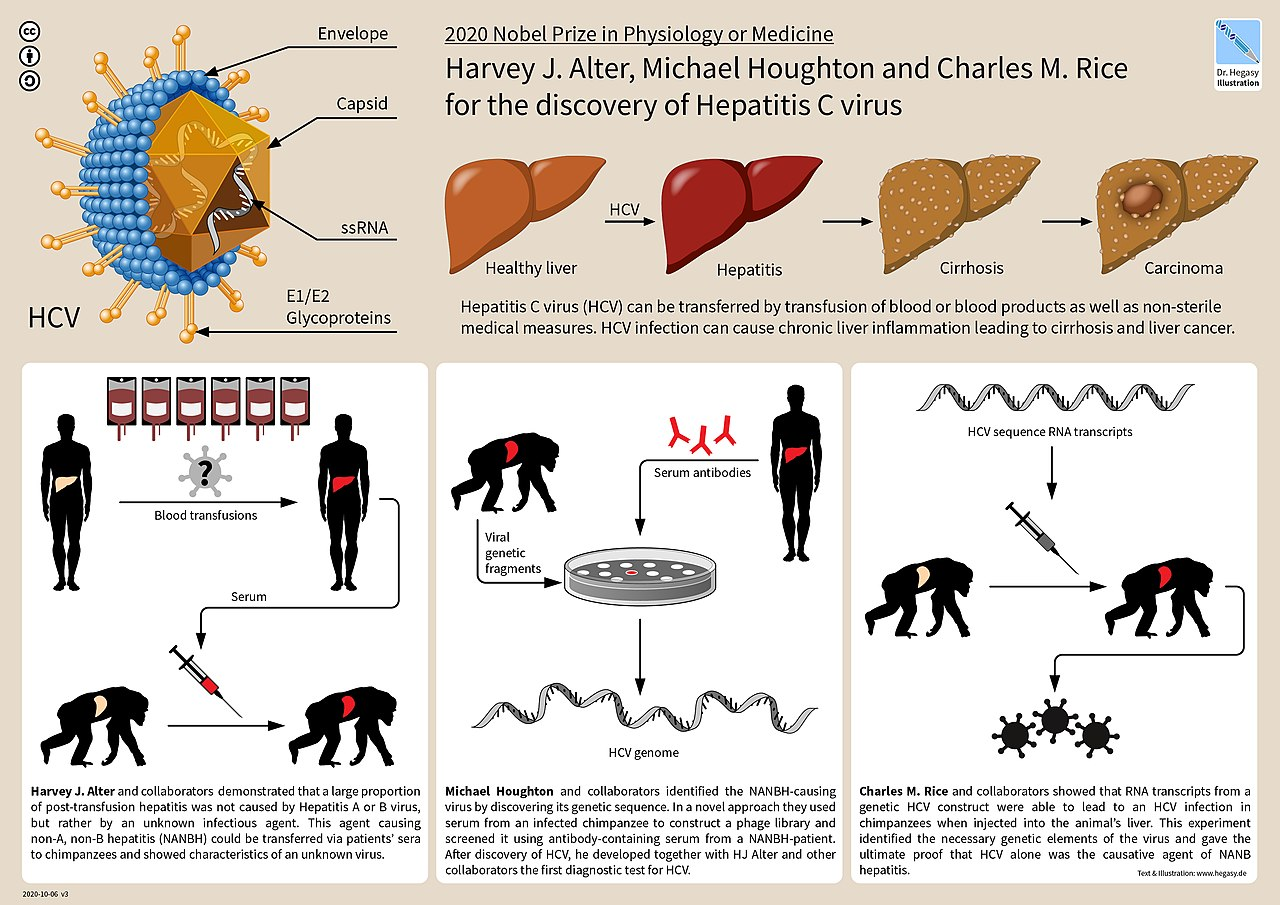 cc
Envelope
Capsid
ssRNA
E1/E2
Glycoproteins
HCV
2020 Nobel Prize in Physiology or Medicine
Harvey J. Alter, Michael Houghton and Charles M. Rice
for the discovery of Hepatitis C virus
Dr. Hegasy
Illustration
HCV
Healthy liver
Hepatitis
Cirrhosis
Carcinoma
Hepatitis C virus (HCV) can be transferred by transfusion of blood or blood products as well as non-sterile
medical measures. HCV infection can cause chronic liver inflammation leading to cirrhosis and liver cancer.
?
Blood transfusions
Serum
Harvey J. Alter and collaborators demonstrated that a large proportion
of post-transfusion hepatitis was not caused by Hepatitis A or B virus,
but rather by an unknown infectious agent. This agent causing
non-A, non-B hepatitis (NANBH) could be transferred via patients' sera
to chimpanzees and showed characteristics of an unknown virus.
Serum antibodies
Viral
genetic
fragments
HCV genome
Michael Houghton and collaborators identified the NANBH-causing
virus by discovering its genetic sequence. In a novel approach they used
serum from an infected chimpanzee to construct a phage library and
screened it using antibody-containing serum from a NANBH-patient.
After discovery of HCV, he developed together with HJ Alter and other
collaborators the first diagnostic test for HCV.
HCV sequence RNA transcripts
Charles M. Rice and collaborators showed that RNA transcripts from a
genetic HCV construct were able to lead to an HCV infection in
chimpanzees when injected into the animal's liver. This experiment
identified the necessary genetic elements of the virus and gave the
ultimate proof that HCV alone was the causative agent of NANB
hepatitis.
Text & Illustration: www.hegasy.de
2020-10-06 v3